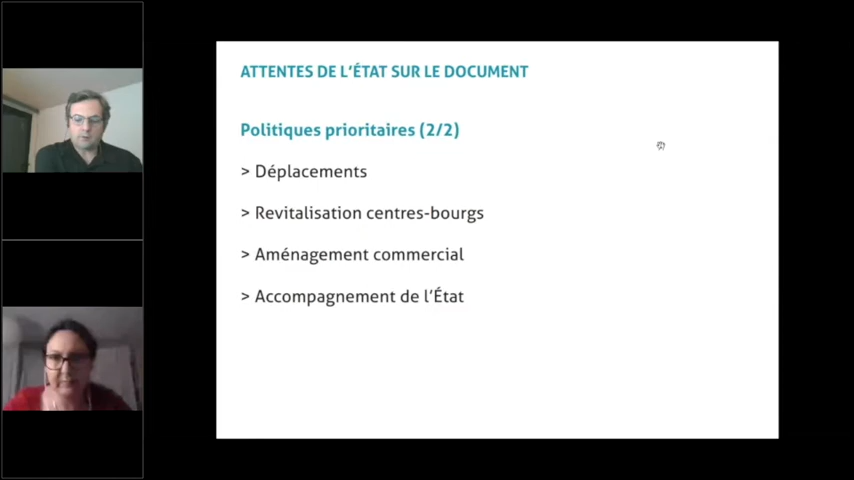 ATTENTES DE L'ÉTAT SUR LE DOCUMENT
Politiques prioritaires (2/2)
> Déplacements
> Revitalisation centres-bourgs
> Aménagement commercial
> Accompagnement de l'État